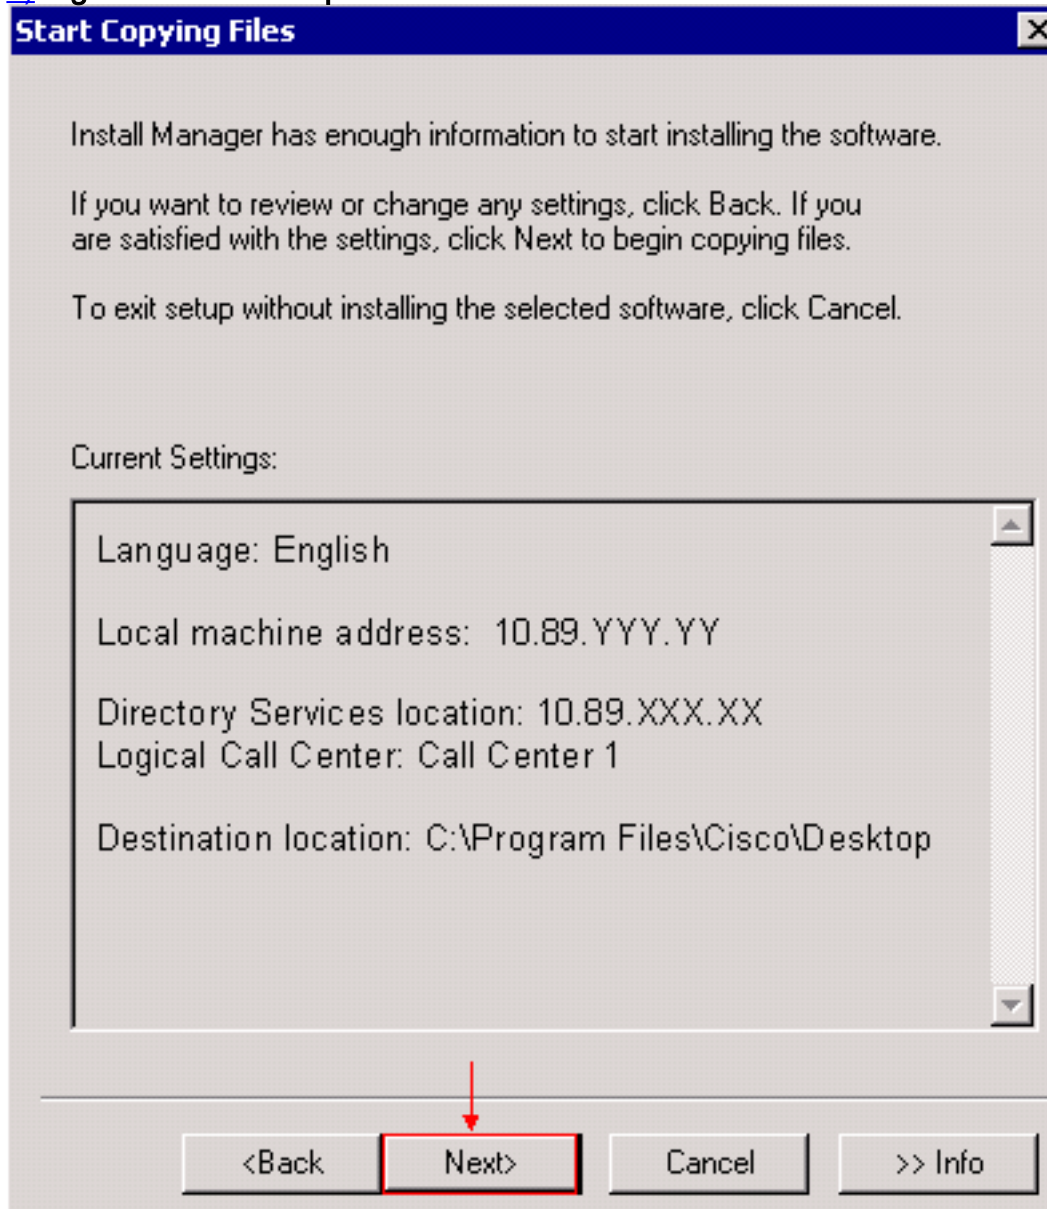 Start Copying Files
Install Manager has enough information to start installing the software.
If you want to review or change any settings, click Back. If you
are satisfied with the settings, click Next to begin copying files.
To exit setup without installing the selected software, click Cancel.
Current Settings:
Language: English
Local machine address: 10.89.YYY.YY
Directory Services location: 10.89.XXX.XX
Logical Call Center: Call Center 1
Destination location: C:\Program Files\Cisco\Desktop
<Back Next> Cancel >> Info